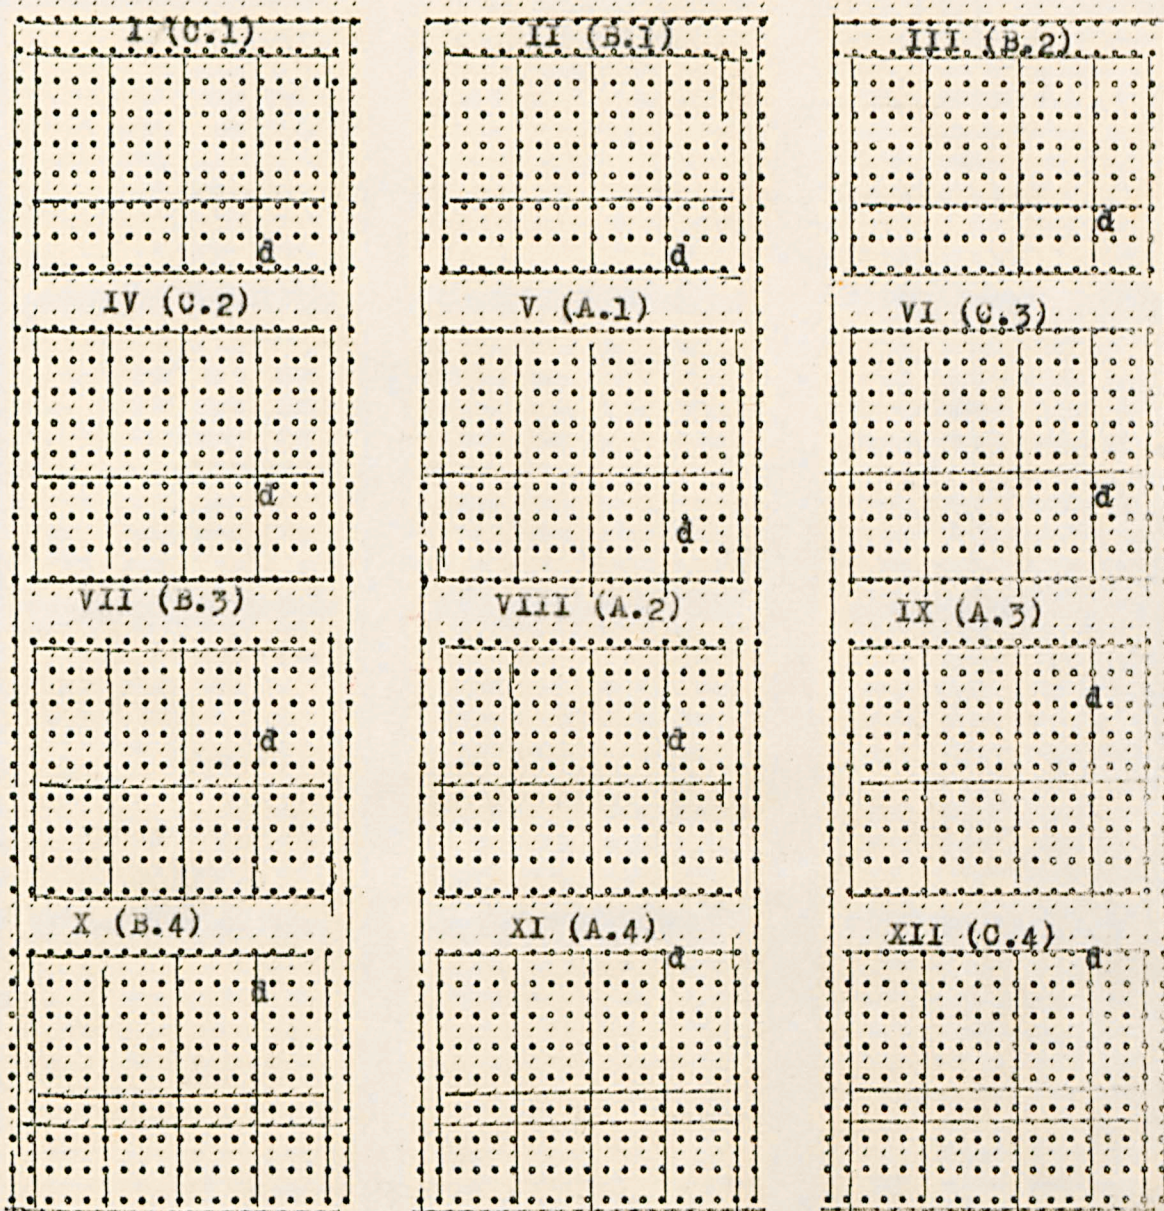 I (C.1) II (B.1) III (B.2)
d d d
IV (C.2) V (A.1) VI (C.3)
d d d
VII (B.3) VIII (A.2) IX (A.3)
d d d
X (B.4) XI (A.4) XII (C.4)
d d d